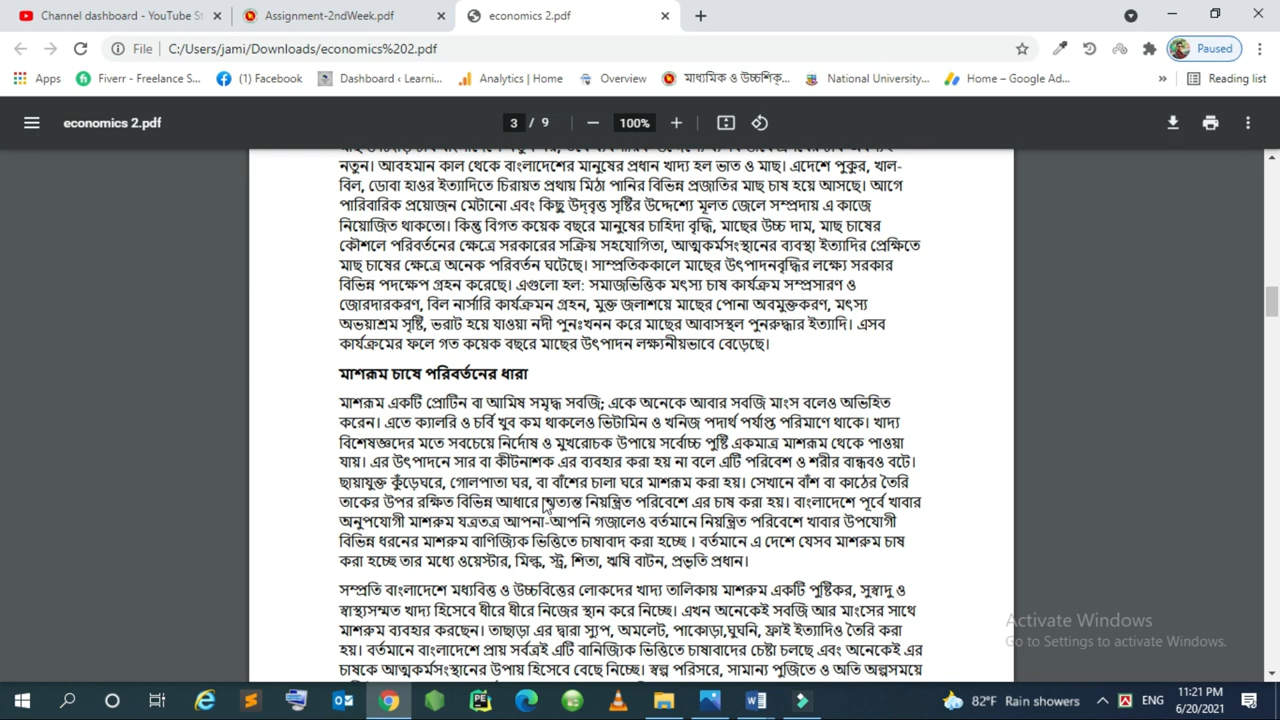 Channel dashboard - YouTube St
Assignment-2ndWeek.pdf
economics 2.pdf
File
C:/Users/jami/Downloads/economics%202.pdf
Paused
Apps
Fiverr - Freelance S...
(1) Facebook
Dashboard ‹ Learni...
Analytics | Home
Overview
মাধ্যমিক ও উচ্চশিক্...
National University...
Home – Google Ad...
»
Reading list
economics 2.pdf
3 / 9
100%
নতুন। আবহমান কাল থেকে বাংলাদেশের মানুষের প্রধান খাদ্য হল ভাত ও মাছ। এদেশে পুকুর, খাল-
বিল, ডোবা হাওর ইত্যাদিতে চিরায়ত প্রথায় মিঠা পানির বিভিন্ন প্রজাতির মাছ চাষ হয়ে আসছে। আগে
পারিবারিক প্রয়োজন মেটানো এবং কিছু উদ্বৃত্ত সৃষ্টির উদ্দেশ্যে মূলত জেলে সম্প্রদায় এ কাজে
নিয়োজিত থাকতো। কিন্তু বিগত কয়েক বছরে মানুষের চাহিদা বৃদ্ধি, মাছের উচ্চ দাম, মাছ চাষের
কৌশলে পরিবর্তনের ক্ষেত্রে সরকারের সক্রিয় সহযোগিতা, আত্মকর্মসংস্থানের ব্যবস্থা ইত্যাদির প্রেক্ষিতে
মাছ চাষের ক্ষেত্রে অনেক পরিবর্তন ঘটেছে। সাম্প্রতিককালে মাছের উৎপাদনবৃদ্ধির লক্ষ্যে সরকার
বিভিন্ন পদক্ষেপ গ্রহন করেছে। এগুলো হল: সমাজভিত্তিক মৎস্য চাষ কার্যক্রম সম্প্রসারণ ও
জোরদারকরণ, বিল নার্সারি কার্যক্রমন গ্রহন, মুক্ত জলাশয়ে মাছের পোনা অবমুক্তকরণ, মৎস্য
অভয়াশ্রম সৃষ্টি, ভরাট হয়ে যাওয়া নদী পুনঃখনন করে মাছের আবাসস্থল পুনরুদ্ধার ইত্যাদি। এসব
কার্যক্রমের ফলে গত কয়েক বছরে মাছের উৎপাদন লক্ষ্যনীয়ভাবে বেড়েছে।
মাশরূম চাষে পরিবর্তনের ধারা
মাশরূম একটি প্রোটিন বা আমিষ সমৃদ্ধ সবজি; একে অনেকে আবার সবজি মাংস বলেও অভিহিত
করেন। এতে ক্যালরি ও চর্বি খুব কম থাকলেও ভিটামিন ও খনিজ পদার্থ পর্যাপ্ত পরিমাণে থাকে। খাদ্য
বিশেষজ্ঞদের মতে সবচেয়ে নির্দোষ ও মুখরোচক উপায়ে সর্বোচ্চ পুষ্টি একমাত্র মাশরূম থেকে পাওয়া
যায়। এর উৎপাদনে সার বা কীটনাশক এর ব্যবহার করা হয় না বলে এটি পরিবেশ ও শরীর বান্ধবও বটে।
ছায়াযুক্ত কুঁড়েঘরে, গোলপাতা ঘর, বা বাঁশের চালা ঘরে মাশরূম করা হয়। সেখানে বাঁশ বা কাঠের তৈরি
তাকের উপর রক্ষিত বিভিন্ন আধারে অত্যন্ত নিয়ন্ত্রিত পরিবেশে এর চাষ করা হয়। বাংলাদেশে পূর্বে খাবার
অনুপযোগী মাশরুম যত্রতত্র আপনা-আপনি গজালেও বর্তমানে নিয়ন্ত্রিত পরিবেশে খাবার উপযোগী
বিভিন্ন ধরনের মাশরুম বাণিজ্যিক ভিত্তিতে চাষাবাদ করা হচ্ছে । বর্তমানে এ দেশে যেসব মাশরুম চাষ
করা হচ্ছে তার মধ্যে ওয়েস্টার, মিল্ক, স্ট্র, শিতা, ঋষি বাটন, প্রভৃতি প্রধান।
সম্প্রতি বাংলাদেশে মধ্যবিত্ত ও উচ্চবিত্তের লোকদের খাদ্য তালিকায় মাশরুম একটি পুষ্টিকর, সুস্বাদু ও
স্বাস্থ্যসম্মত খাদ্য হিসেবে ধীরে ধীরে নিজের স্থান করে নিচ্ছে। এখন অনেকেই সবজি আর মাংসের সাথে
মাশরুম ব্যবহার করছেন। তাছাড়া এর দ্বারা স্যুপ, অমলেট, পাকোড়া,ঘুঘনি, ফ্রাই ইত্যাদিও তৈরি করা
হয়। বর্তমানে বাংলাদেশে প্রায় সর্বত্রই এটি বানিজ্যিক ভিত্তিতে চাষাবাদের চেষ্টা চলছে এবং অনেকেই এর
চাষকে আত্মকর্মসংস্থানের উপায় হিসেবে বেছে নিচ্ছে। স্বল্প পরিসরে, সামান্য পুজিতে ও অতি অল্পসময়ে
Activate Windows
Go to Settings to activate Windows.
82°F Rain showers
ENG
11:21 PM
6/20/2021